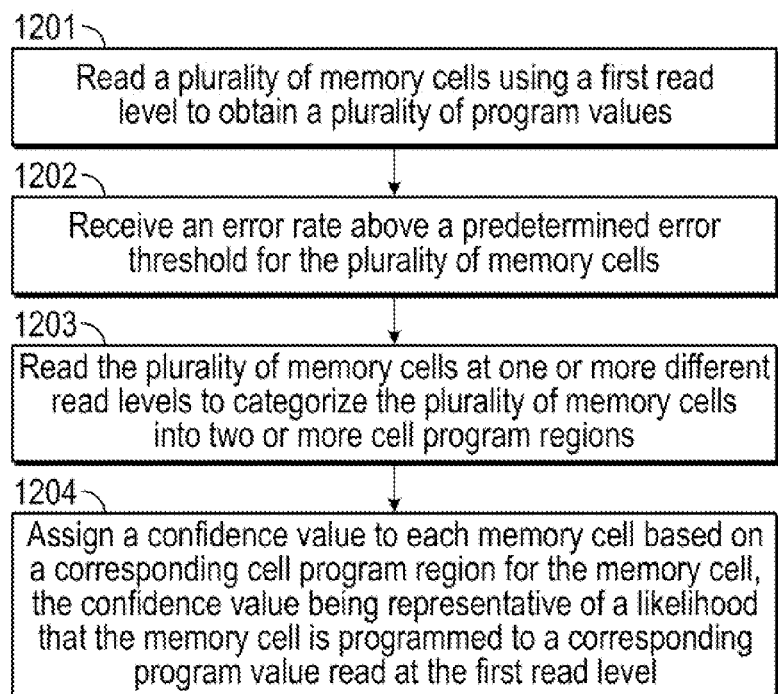 1201
Read a plurality of memory cells using a first read
level to obtain a plurality of program values
1202
Receive an error rate above a predetermined error
threshold for the plurality of memory cells
1203
Read the plurality of memory cells at one or more different
read levels to categorize the plurality of memory cells
into two or more cell program regions
1204
Assign a confidence value to each memory cell based on
a corresponding cell program region for the memory cell,
the confidence value being representative of a likelihood
that the memory cell is programmed to a corresponding
program value read at the first read level